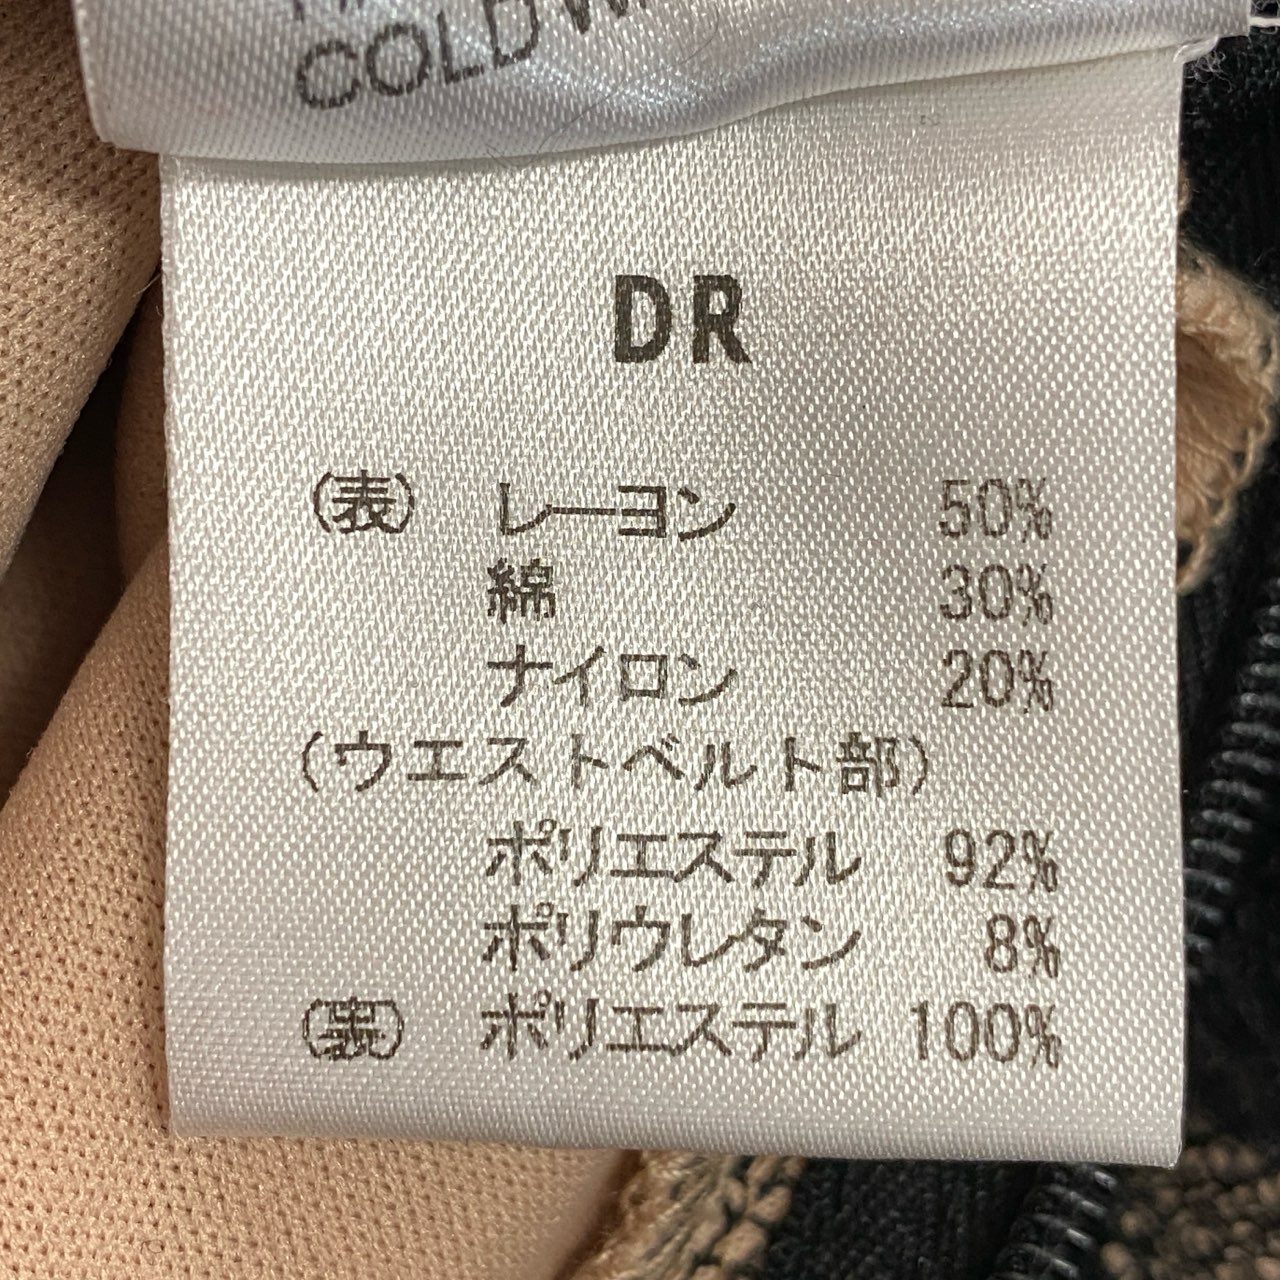 COLD
DR
(表) レーヨン 50%
綿 30%
ナイロン 20%
(ウエストベルト部)
ポリエステル 92%
ポリウレタン 8%
(裏) ポリエステル 100%